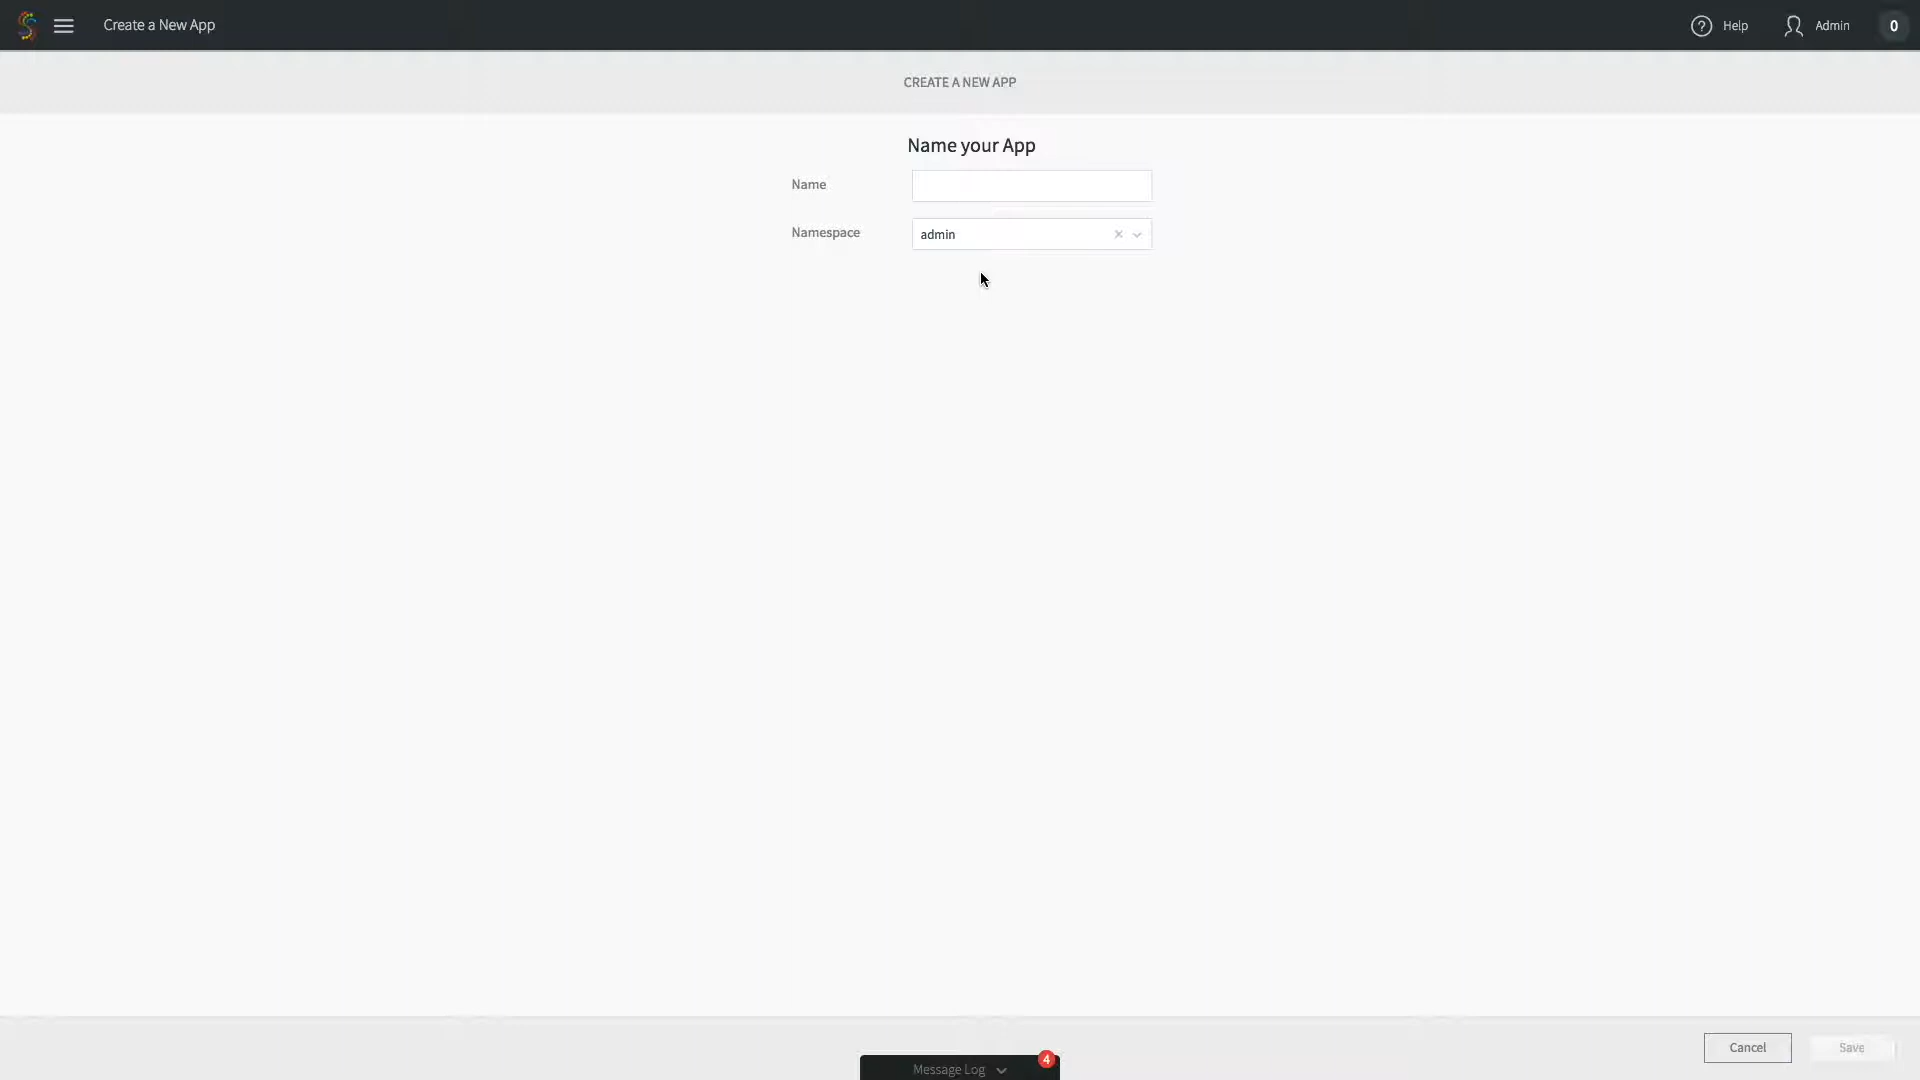 Create a New App
Help
Admin
0
CREATE A NEW APP
Name your App
Name
Namespace
admin
Message Log
4
Cancel
Save